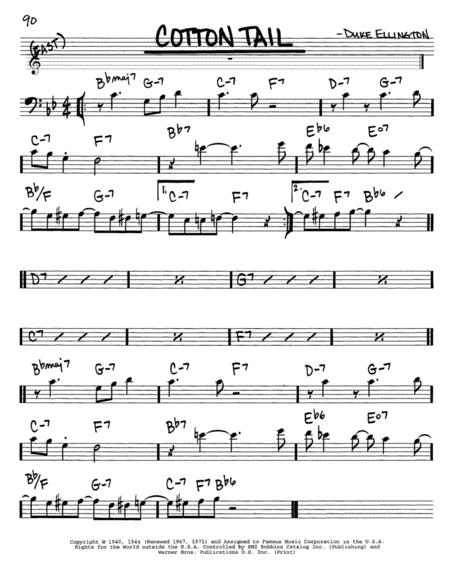 90
COTTON TAIL
-DUKE ELLINGTON
(FAST)
Bbmaj7 G-7 C-7 F7 D-7 G-7
C-7 F7 Bb7 Eb6 Eo7
Bb/F G-7 1. C-7 F7 2. C-7 F7 Bb6
D7 G7
C7 F7
Bbmaj7 G-7 C-7 F7 D-7 G-7
C-7 F7 Bb7 Eb6 Eo7
Bb/F G-7 C-7 F7 Bb6
Copyright © 1940, 1944 (Renewed 1967, 1971) and Assigned to Famous Music Corporation in the U.S.A.
Rights for the World outside the U.S.A. Controlled by EMI Robbins Catalog Inc. (Publishing) and
Warner Bros. Publications U.S. Inc. (Print)